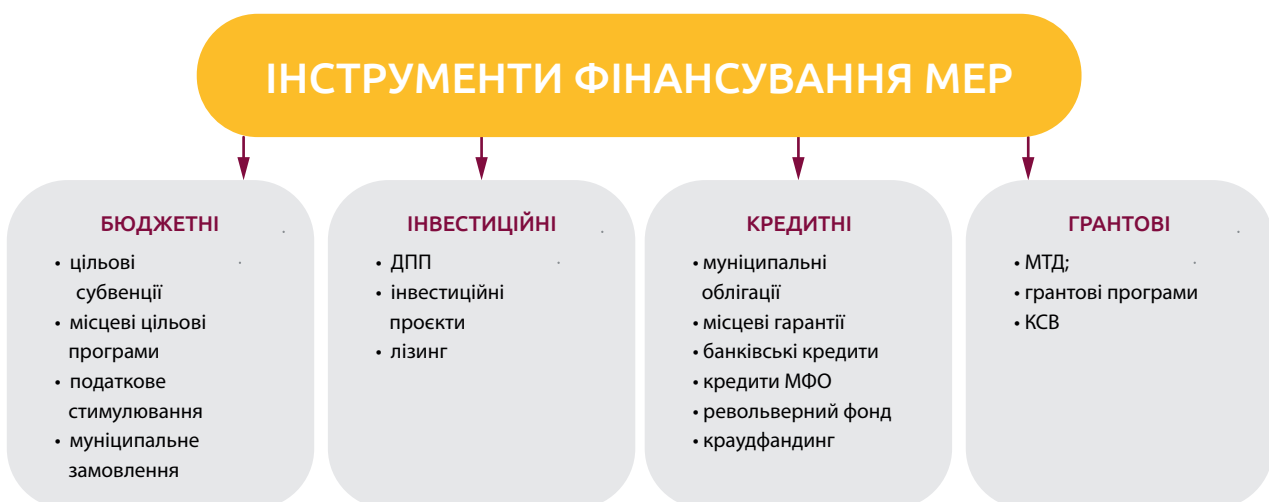 ІНСТРУМЕНТИ ФІНАНСУВАННЯ МЕР
БЮДЖЕТНІ
• цільові
субвенції
• місцеві цільові
програми
• податкове
стимулювання
• муніципальне
замовлення
ІНВЕСТИЦІЙНІ
• ДПП
• інвестиційні
проєкти
• лізинг
КРЕДИТНІ
• муніципальні
облігації
• місцеві гарантії
• банківські кредити
• кредити МФО
• револьверний фонд
• краудфандинг
ГРАНТОВІ
• МТД;
• грантові програми
• КСВ